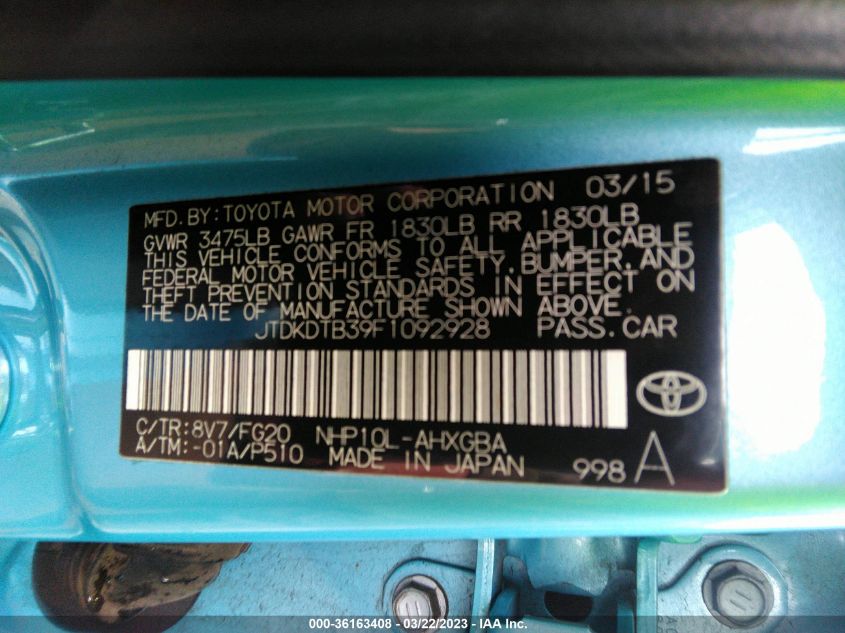 MFD. BY: TOYOTA MOTOR CORPORATION 03/15
GVWR 3475LB GAWR FR 1830LB RR 1830LB
THIS VEHICLE CONFORMS TO ALL APPLICABLE
FEDERAL MOTOR VEHICLE SAFETY, BUMPER, AND
THEFT PREVENTION STANDARDS IN EFFECT ON
THE DATE OF MANUFACTURE SHOWN ABOVE.
JTDKDTB39F1092928 PASS. CAR
C/TR: 8V7/FG20 NHP10L-AHXGBA
A/TM: -01A/P510 MADE IN JAPAN 998 A
000-36163408 - 03/22/2023 - IAA Inc.